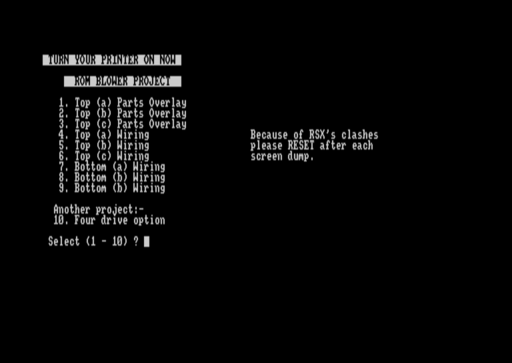 TURN YOUR PRINTER ON NOW
ROM BLOWER PROJECT
1. Top (a) Parts Overlay
2. Top (b) Parts Overlay
3. Top (c) Parts Overlay
4. Top (a) Wiring
5. Top (b) Wiring
6. Top (c) Wiring
7. Bottom (a) Wiring
8. Bottom (b) Wiring
9. Bottom (b) Wiring
Because of RSX's clashes
please RESET after each
screen dump.
Another project:-
10. Four drive option
Select (1 - 10) ?